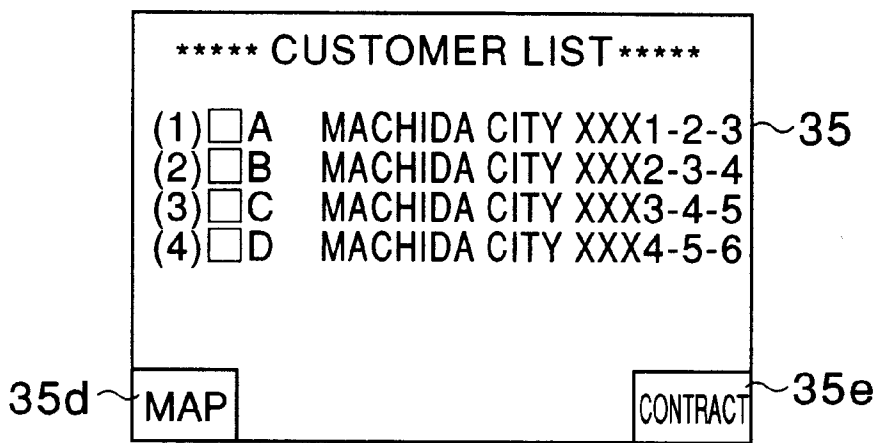 ***** CUSTOMER LIST *****
(1) □A MACHIDA CITY XXX1-2-3
35
(2) □B MACHIDA CITY XXX2-3-4
(3) □C MACHIDA CITY XXX3-4-5
(4) □D MACHIDA CITY XXX4-5-6
35d
MAP
CONTRACT
35e